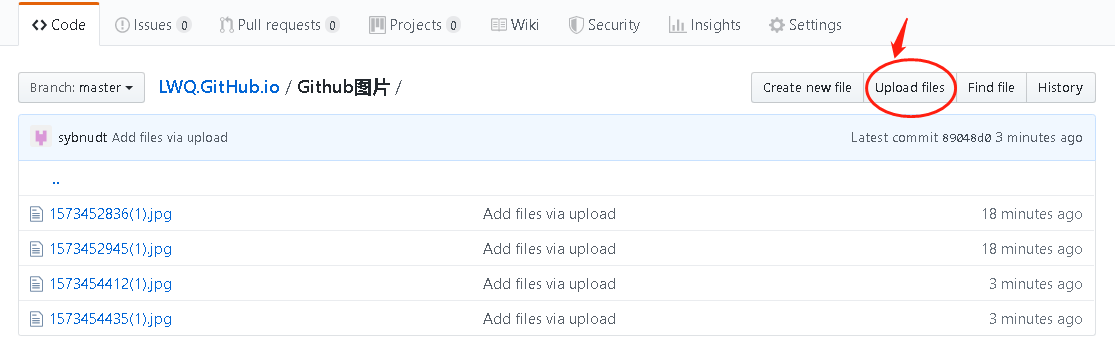 Code Issues 0 Pull requests 0 Projects 0 Wiki Security Insights Settings
Branch: master LWQ.GitHub.io / Github图片 / Create new file Upload files Find file History
sybnudt Add files via upload Latest commit 89048d0 3 minutes ago
..
1573452836(1).jpg Add files via upload 18 minutes ago
1573452945(1).jpg Add files via upload 18 minutes ago
1573454412(1).jpg Add files via upload 3 minutes ago
1573454435(1).jpg Add files via upload 3 minutes ago